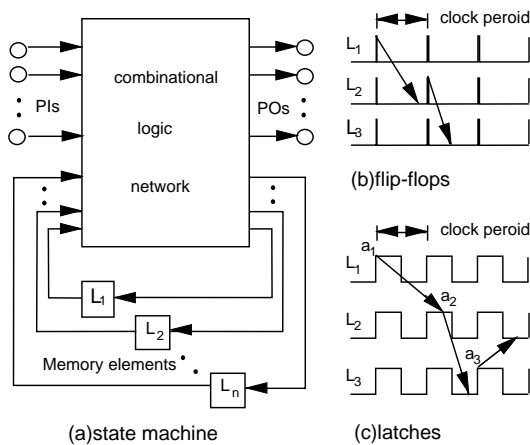 PIs
combinational
logic
network
POs
L1
L2
Memory elements
Ln
(a)state machine
clock peroid
L1
L2
L3
(b)flip-flops
clock peroid
L1
a1
a2
L2
a3
L3
(c)latches